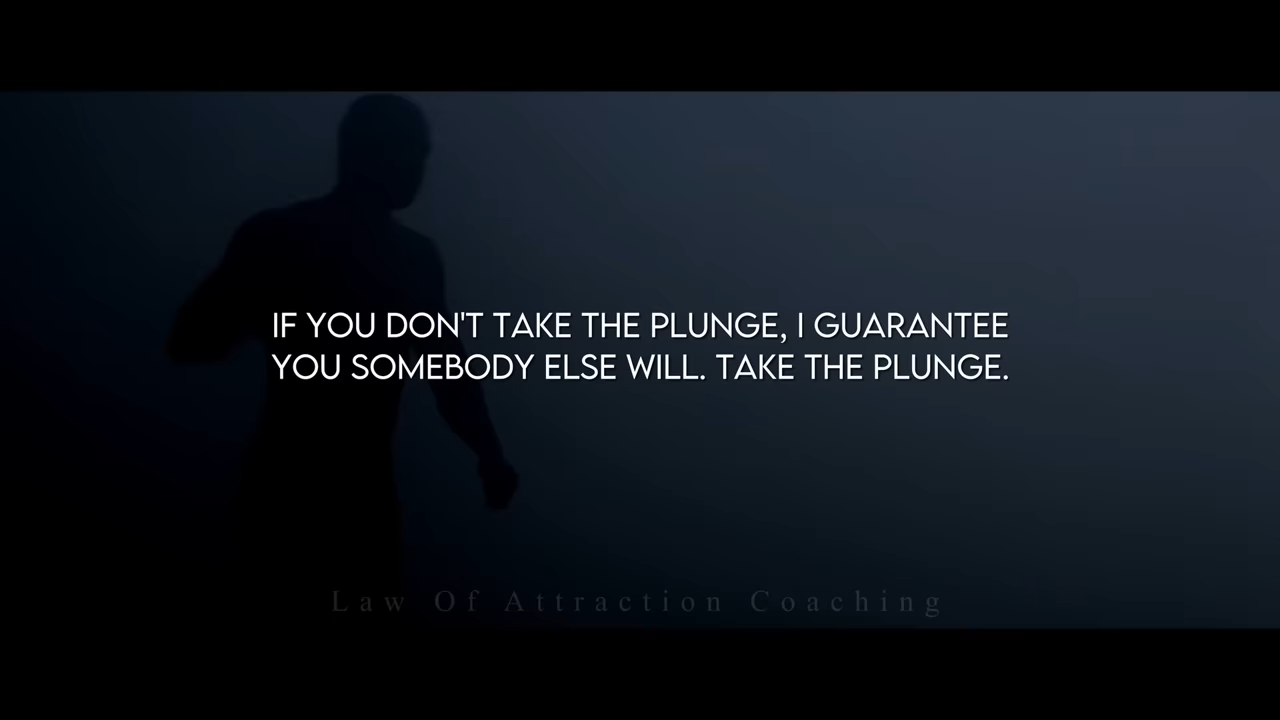 IF YOU DON'T TAKE THE PLUNGE, I GUARANTEE
YOU SOMEBODY ELSE WILL. TAKE THE PLUNGE.
Law Of Attraction Coaching